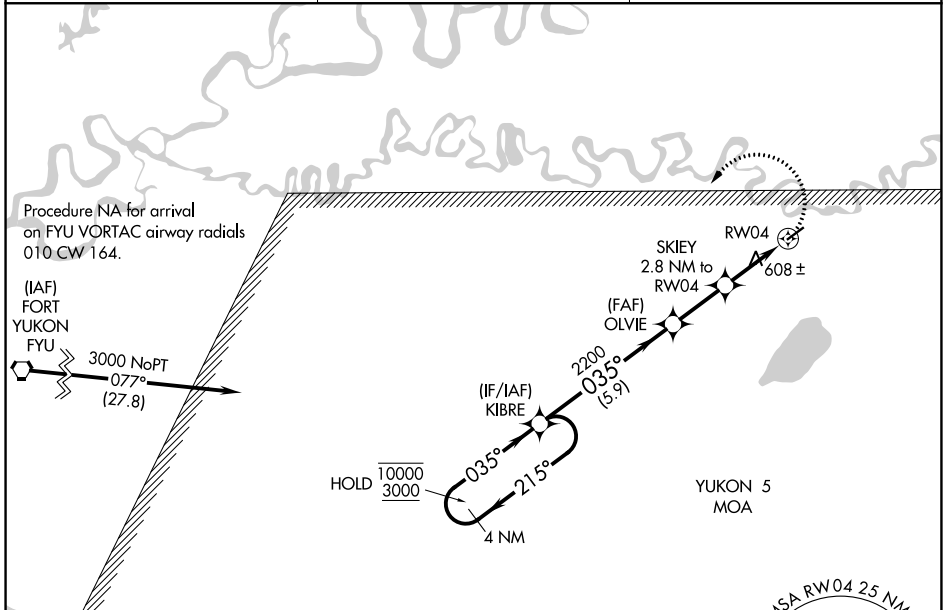 Procedure NA for arrival
on FYU VORTAC airway radials
010 CW 164.
(IAF)
FORT
YUKON
FYU
3000 NoPT
077°
(27.8)
RW04
608 ±
SKIEY
2.8 NM to
RW04
(FAF)
OLVIE
2200
035°
(5.9)
(IF/IAF)
KIBRE
035°
215°
HOLD
10000
3000
4 NM
YUKON 5
MOA
MSA RW04 25 NM